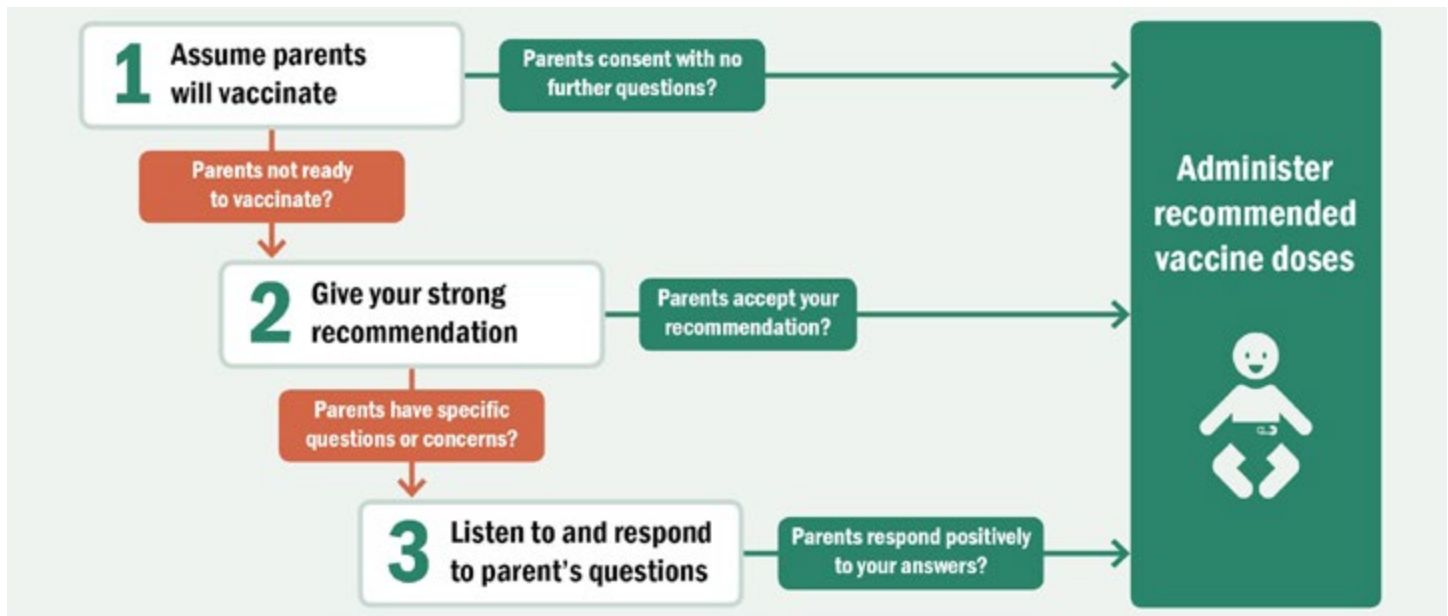 1
Assume parents
will vaccinate
Parents consent with no
further questions?
Parents not ready
to vaccinate?
2
Give your strong
recommendation
Parents accept your
recommendation?
Parents have specific
questions or concerns?
3
Listen to and respond
to parent’s questions
Parents respond positively
to your answers?
Administer
recommended
vaccine doses